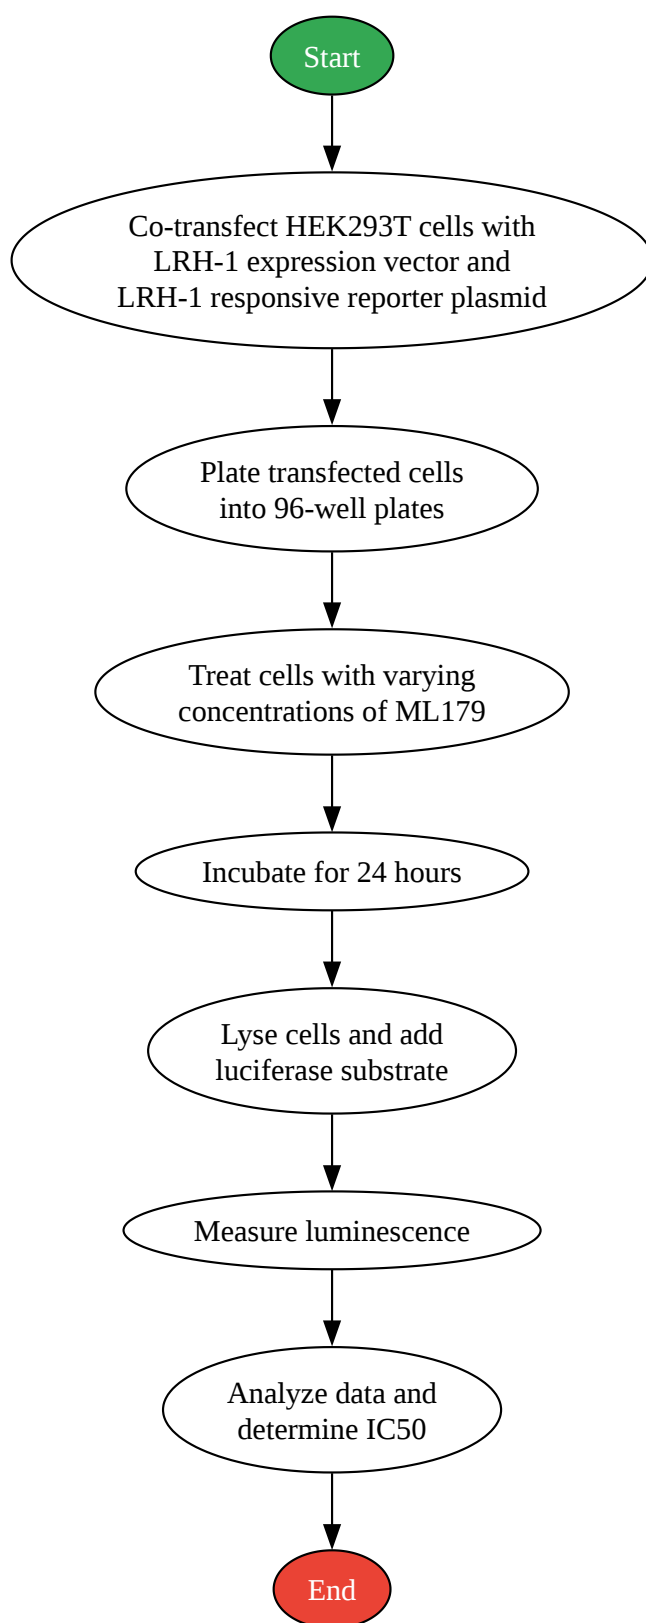 Start
Co-transfect HEK293T cells with
LRH-1 expression vector and
LRH-1 responsive reporter plasmid
Plate transfected cells
into 96-well plates
Treat cells with varying
concentrations of ML179
Incubate for 24 hours
Lyse cells and add
luciferase substrate
Measure luminescence
Analyze data and
determine IC50
End